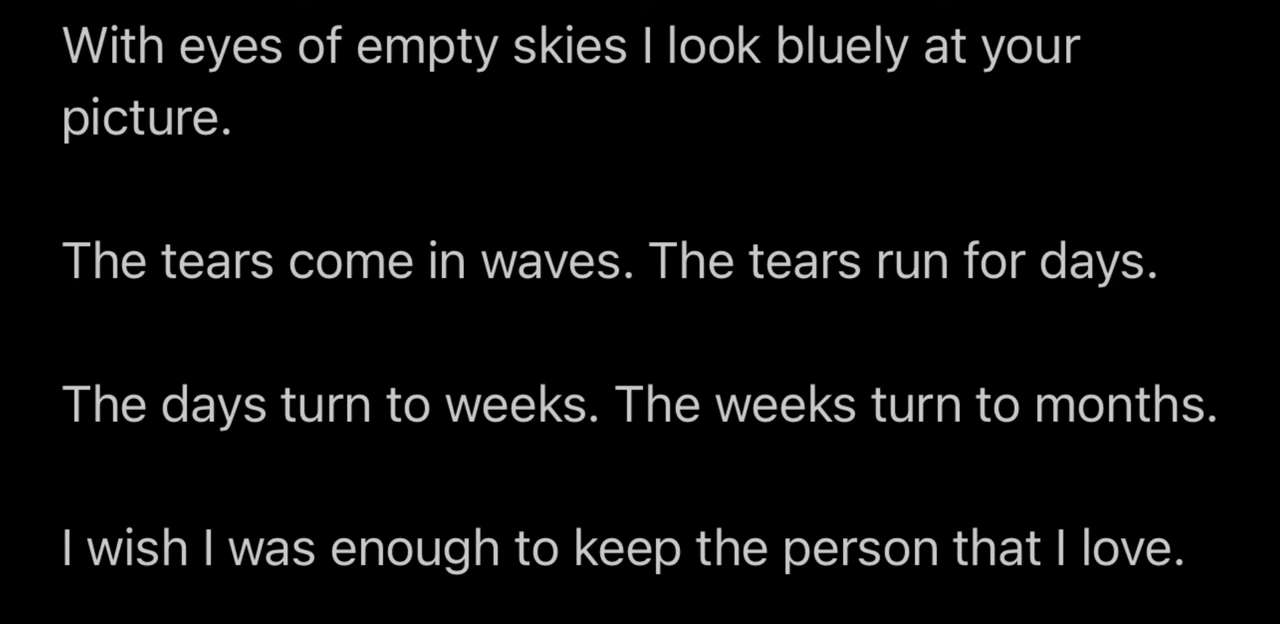 With eyes of empty skies I look bluely at your
picture.
The tears come in waves. The tears run for days.
The days turn to weeks. The weeks turn to months.
I wish I was enough to keep the person that I love.